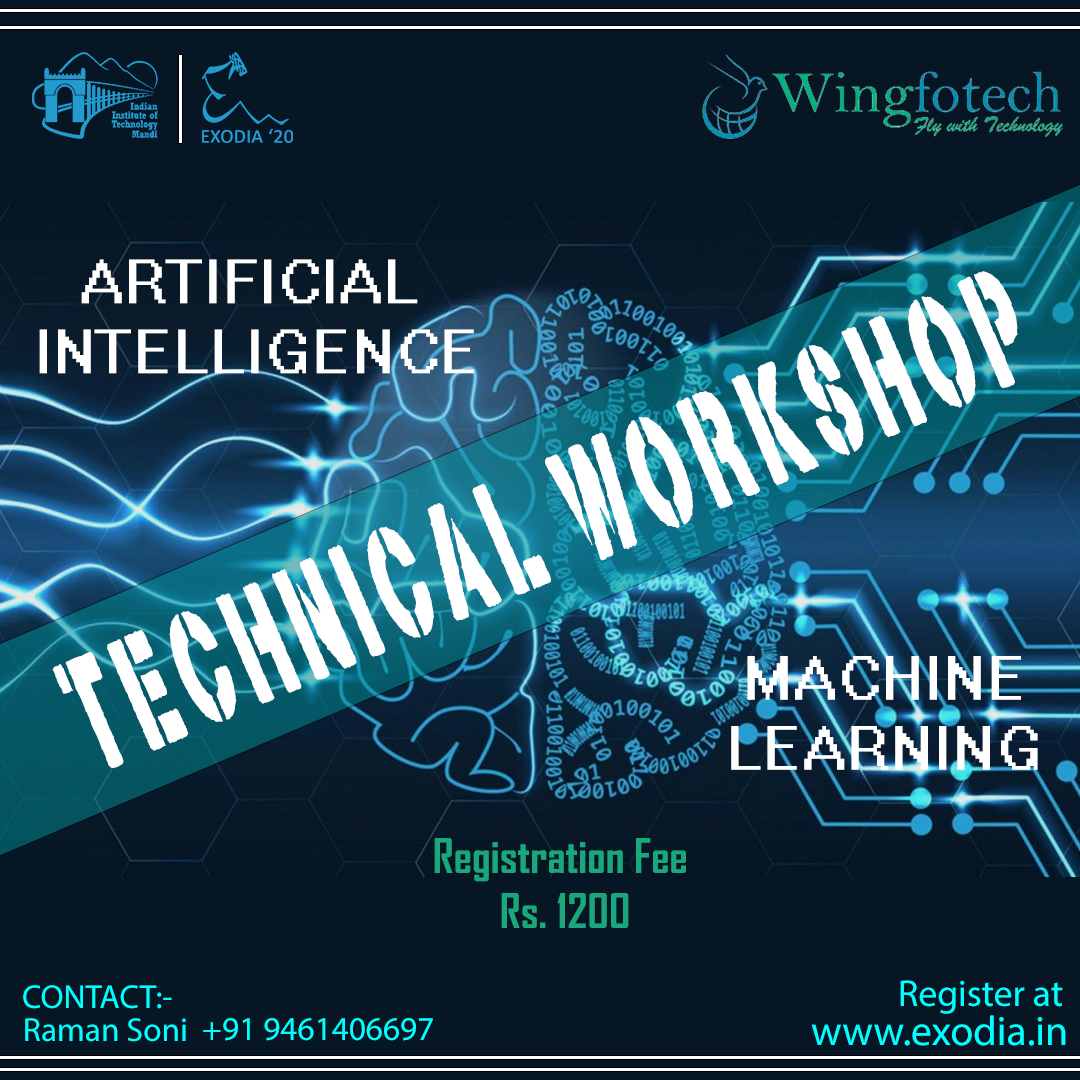 Indian
Institute of
Technology
Mandi
EXODIA ‘20
Wingfotech
Fly with Technology
ARTIFICIAL
INTELLIGENCE
TECHNICAL WORKSHOP
MACHINE
LEARNING
Registration Fee
Rs. 1200
CONTACT:-
Raman Soni +91 9461406697
Register at
www.exodia.in